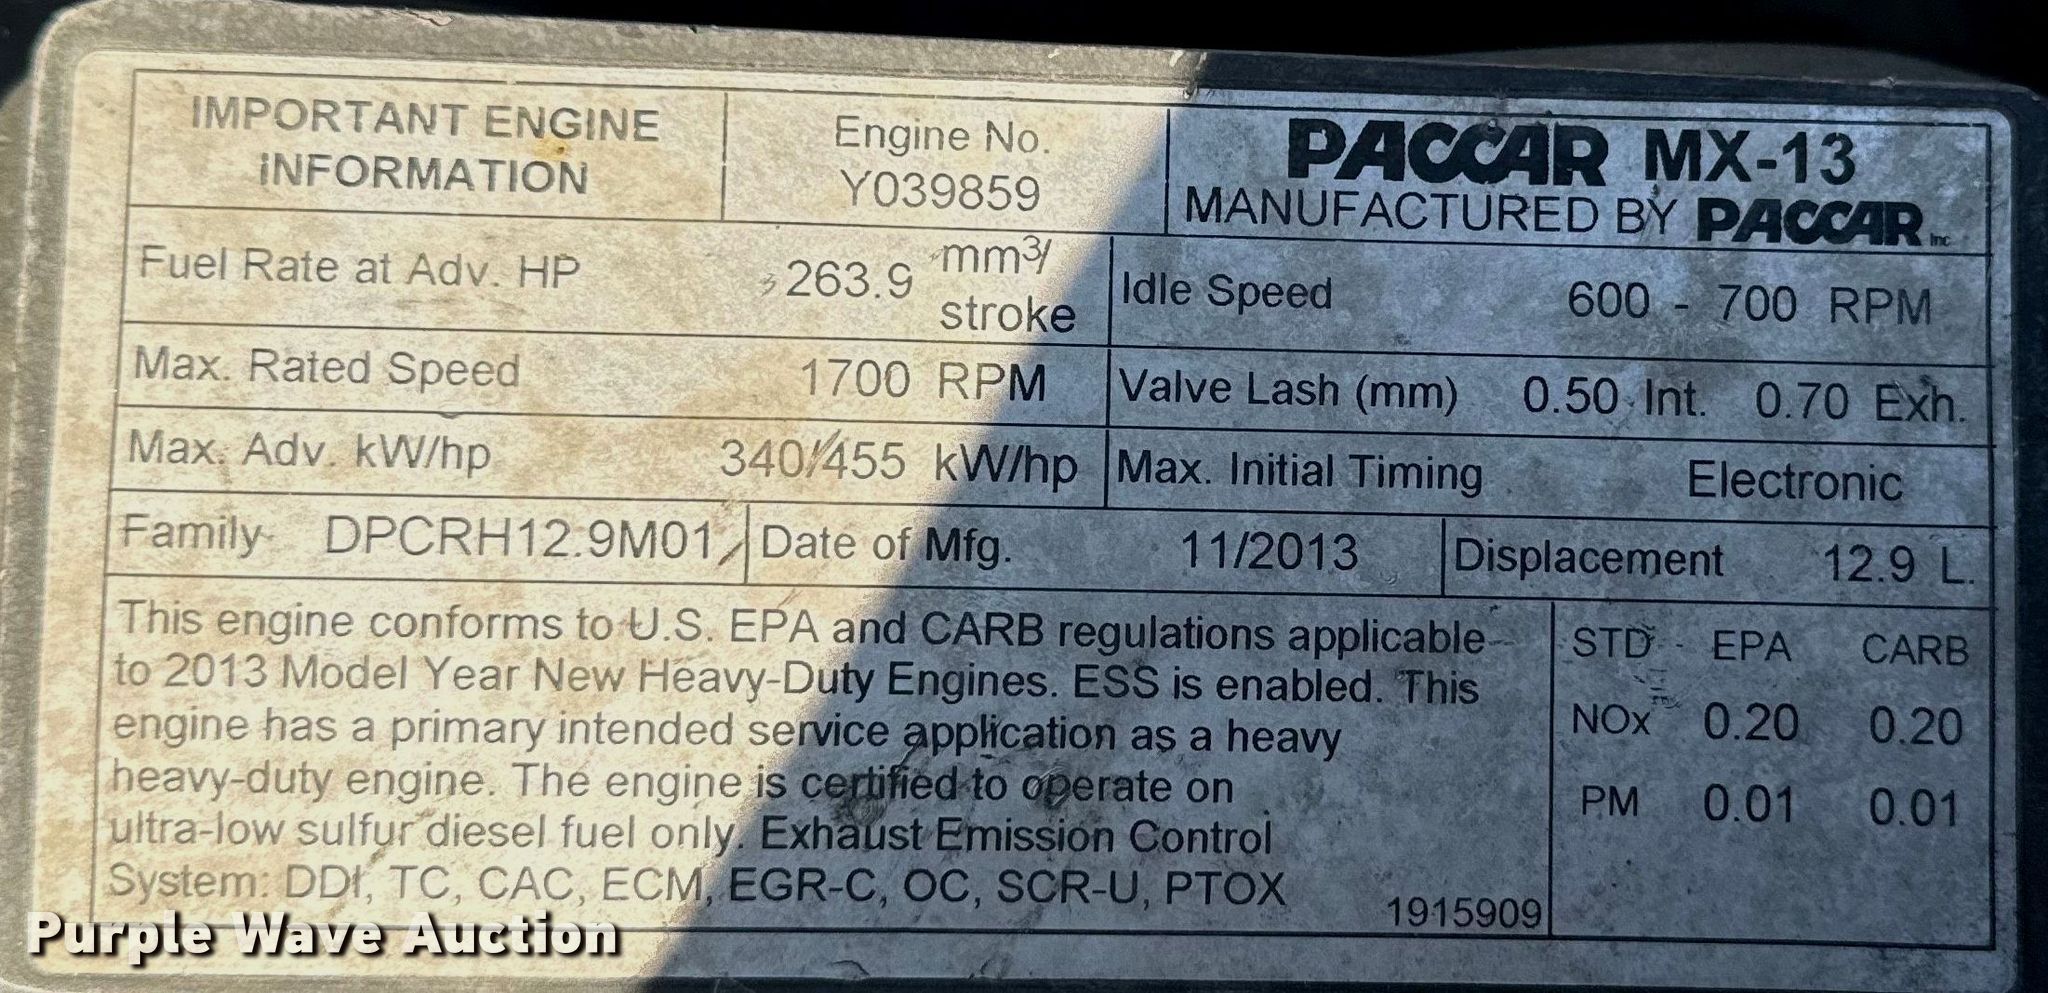 IMPORTANT ENGINE
INFORMATION
Engine No.
Y039859
PACCAR MX-13
MANUFACTURED BY PACCAR Inc
Fuel Rate at Adv. HP 263.9 mm3/
stroke
Idle Speed 600 - 700 RPM
Max. Rated Speed 1700 RPM
Valve Lash (mm) 0.50 Int. 0.70 Exh.
Max. Adv. kW/hp 340/455 kW/hp
Max. Initial Timing Electronic
Family DPCRH12.9M01
Date of Mfg. 11/2013
Displacement 12.9 L.
This engine conforms to U.S. EPA and CARB regulations applicable
to 2013 Model Year New Heavy-Duty Engines. ESS is enabled. This
engine has a primary intended service application as a heavy
heavy-duty engine. The engine is certified to operate on
ultra-low sulfur diesel fuel only. Exhaust Emission Control
System: DDI, TC, CAC, ECM, EGR-C, OC, SCR-U, PTOX
1915909
STD EPA CARB
NOx 0.20 0.20
PM 0.01 0.01
Purple Wave Auction